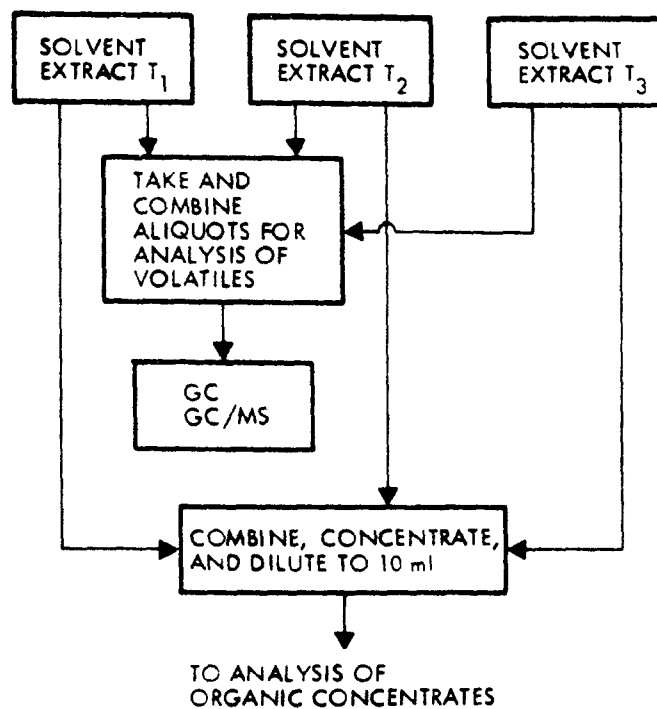 SOLVENT
EXTRACT T1
SOLVENT
EXTRACT T2
SOLVENT
EXTRACT T3
TAKE AND
COMBINE
ALIQUOTS FOR
ANALYSIS OF
VOLATILES
GC
GC/MS
COMBINE, CONCENTRATE,
AND DILUTE TO 10 ml
TO ANALYSIS OF
ORGANIC CONCENTRATES